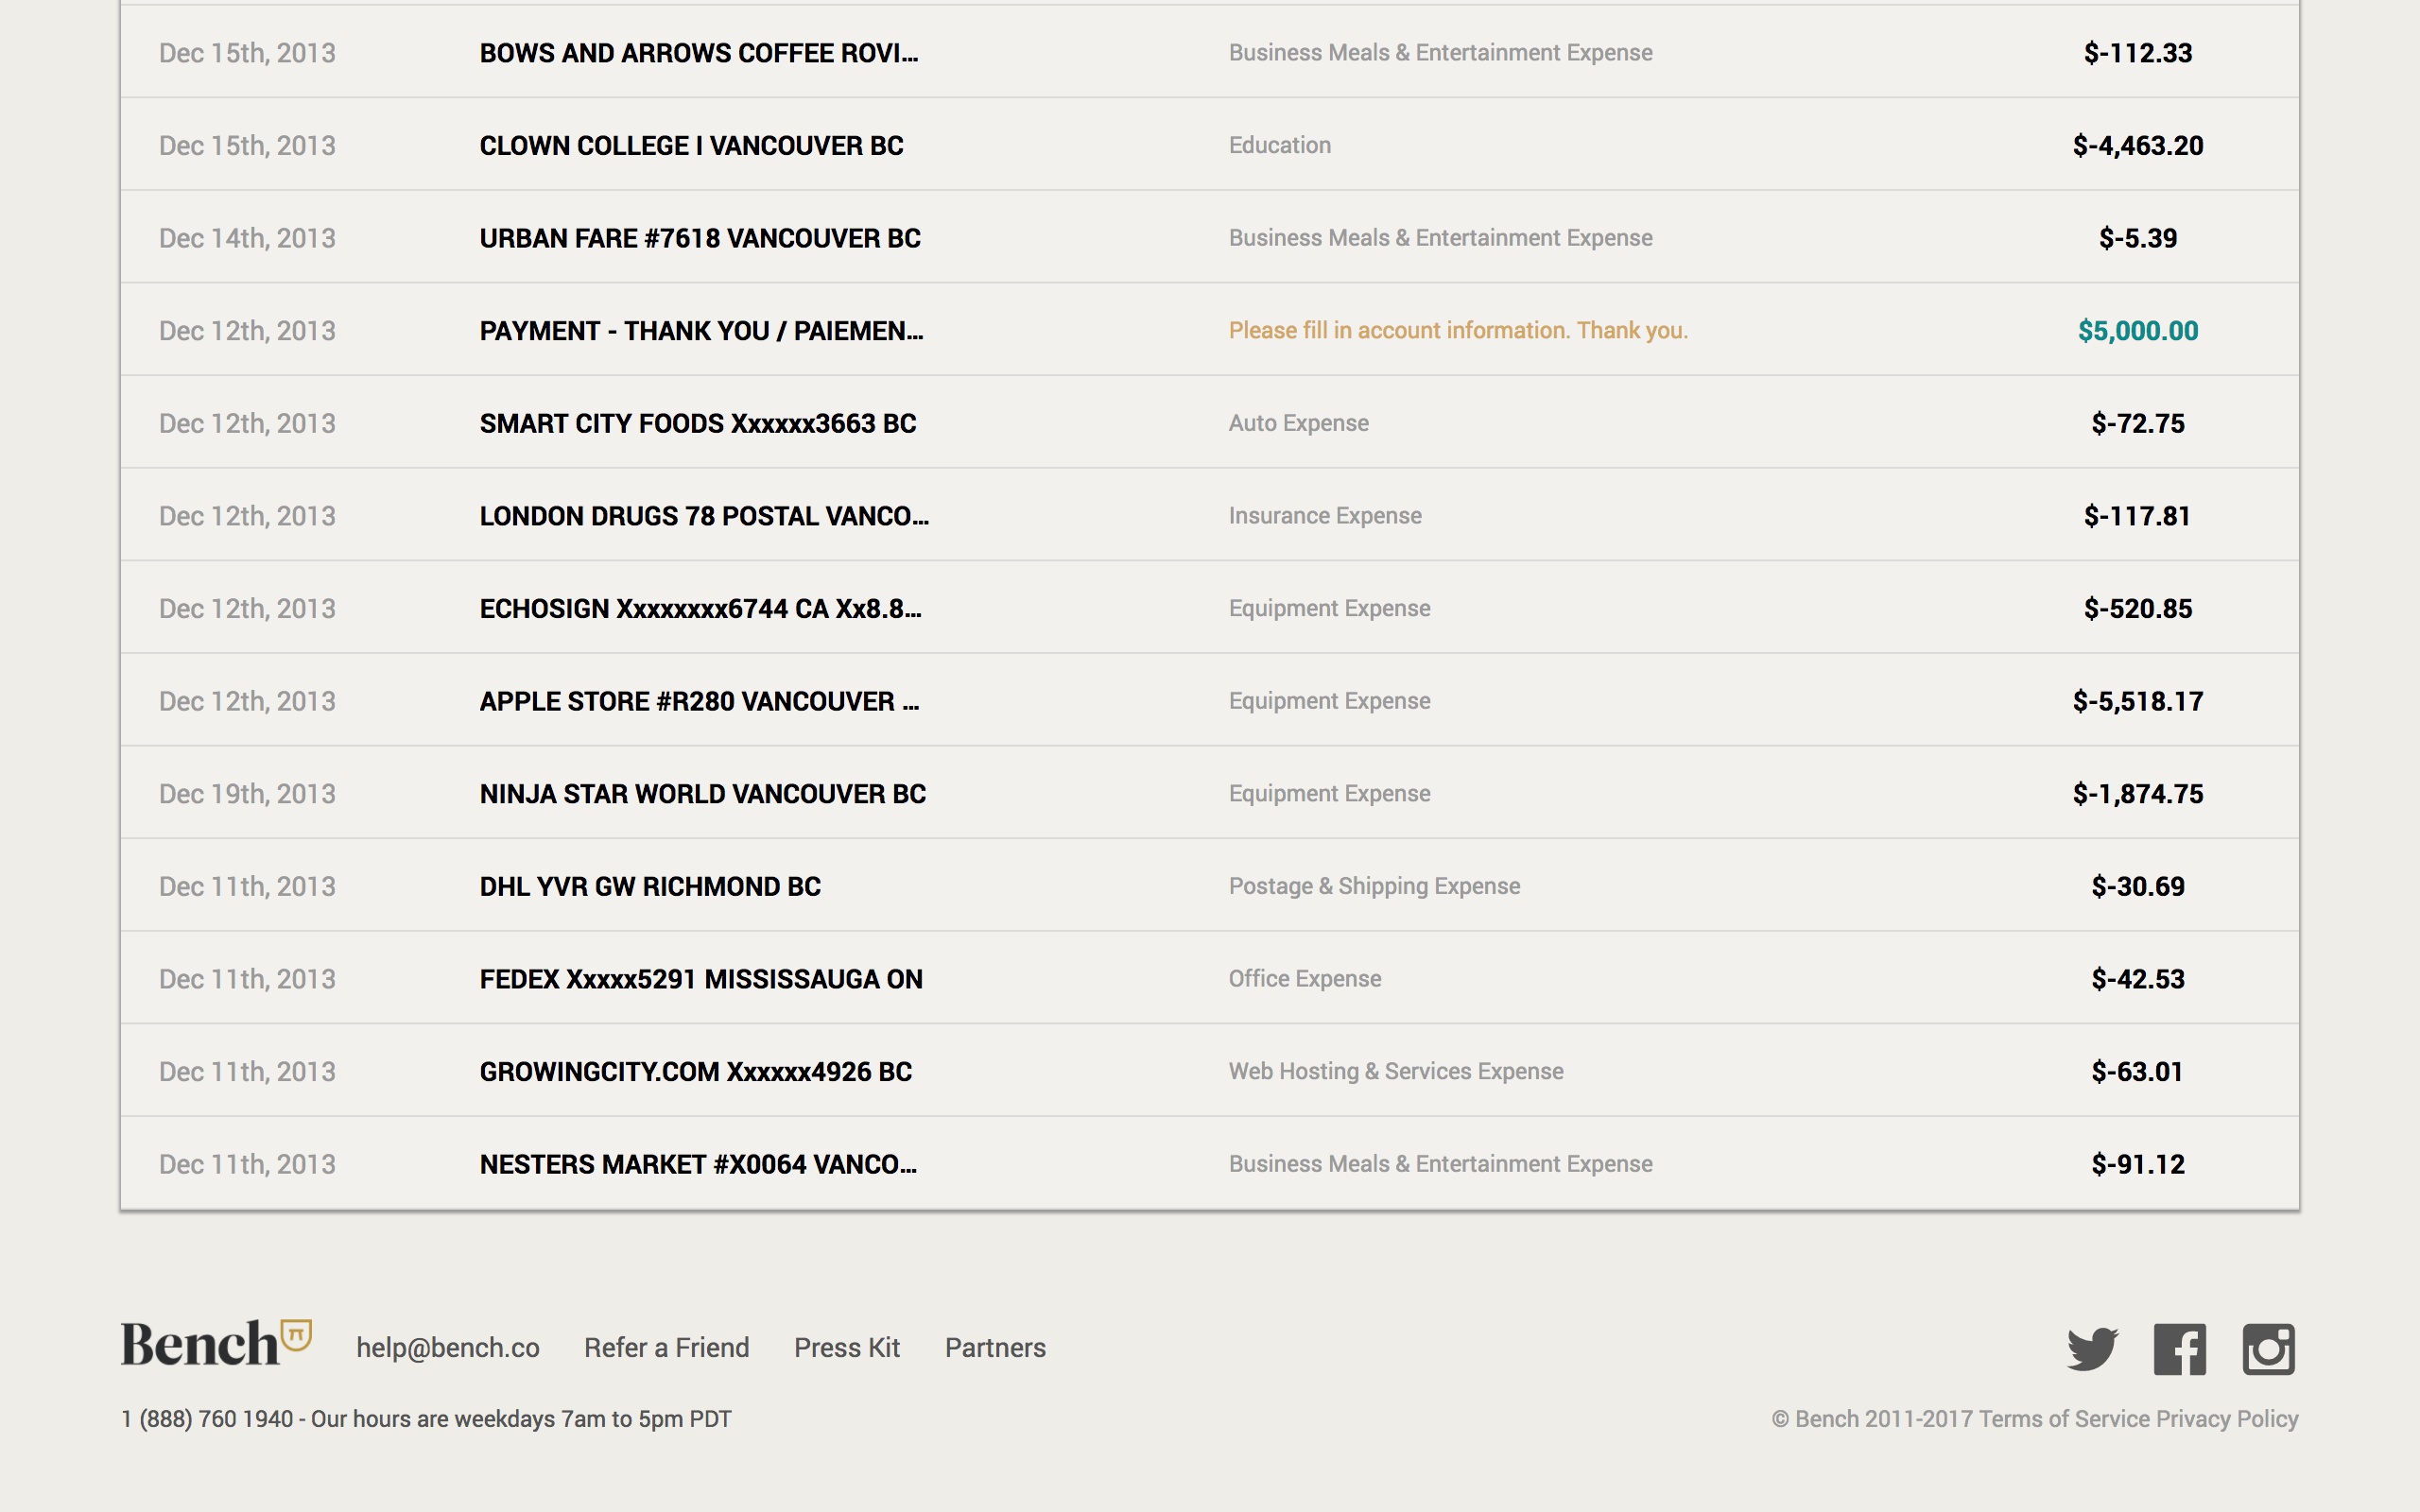 Dec 15th, 2013 BOWS AND ARROWS COFFEE ROVI... Business Meals & Entertainment Expense $-112.33
Dec 15th, 2013 CLOWN COLLEGE I VANCOUVER BC Education $-4,463.20
Dec 14th, 2013 URBAN FARE #7618 VANCOUVER BC Business Meals & Entertainment Expense $-5.39
Dec 12th, 2013 PAYMENT - THANK YOU / PAIEMEN... Please fill in account information. Thank you. $5,000.00
Dec 12th, 2013 SMART CITY FOODS Xxxxxx3663 BC Auto Expense $-72.75
Dec 12th, 2013 LONDON DRUGS 78 POSTAL VANCO... Insurance Expense $-117.81
Dec 12th, 2013 ECHOSIGN Xxxxxxxx6744 CA Xx8.8... Equipment Expense $-520.85
Dec 12th, 2013 APPLE STORE #R280 VANCOUVER ... Equipment Expense $-5,518.17
Dec 19th, 2013 NINJA STAR WORLD VANCOUVER BC Equipment Expense $-1,874.75
Dec 11th, 2013 DHL YVR GW RICHMOND BC Postage & Shipping Expense $-30.69
Dec 11th, 2013 FEDEX Xxxxx5291 MISSISSAUGA ON Office Expense $-42.53
Dec 11th, 2013 GROWINGCITY.COM Xxxxxx4926 BC Web Hosting & Services Expense $-63.01
Dec 11th, 2013 NESTERS MARKET #X0064 VANCO... Business Meals & Entertainment Expense $-91.12
Bench help@bench.co Refer a Friend Press Kit Partners
1 (888) 760 1940 - Our hours are weekdays 7am to 5pm PDT © Bench 2011-2017 Terms of Service Privacy Policy